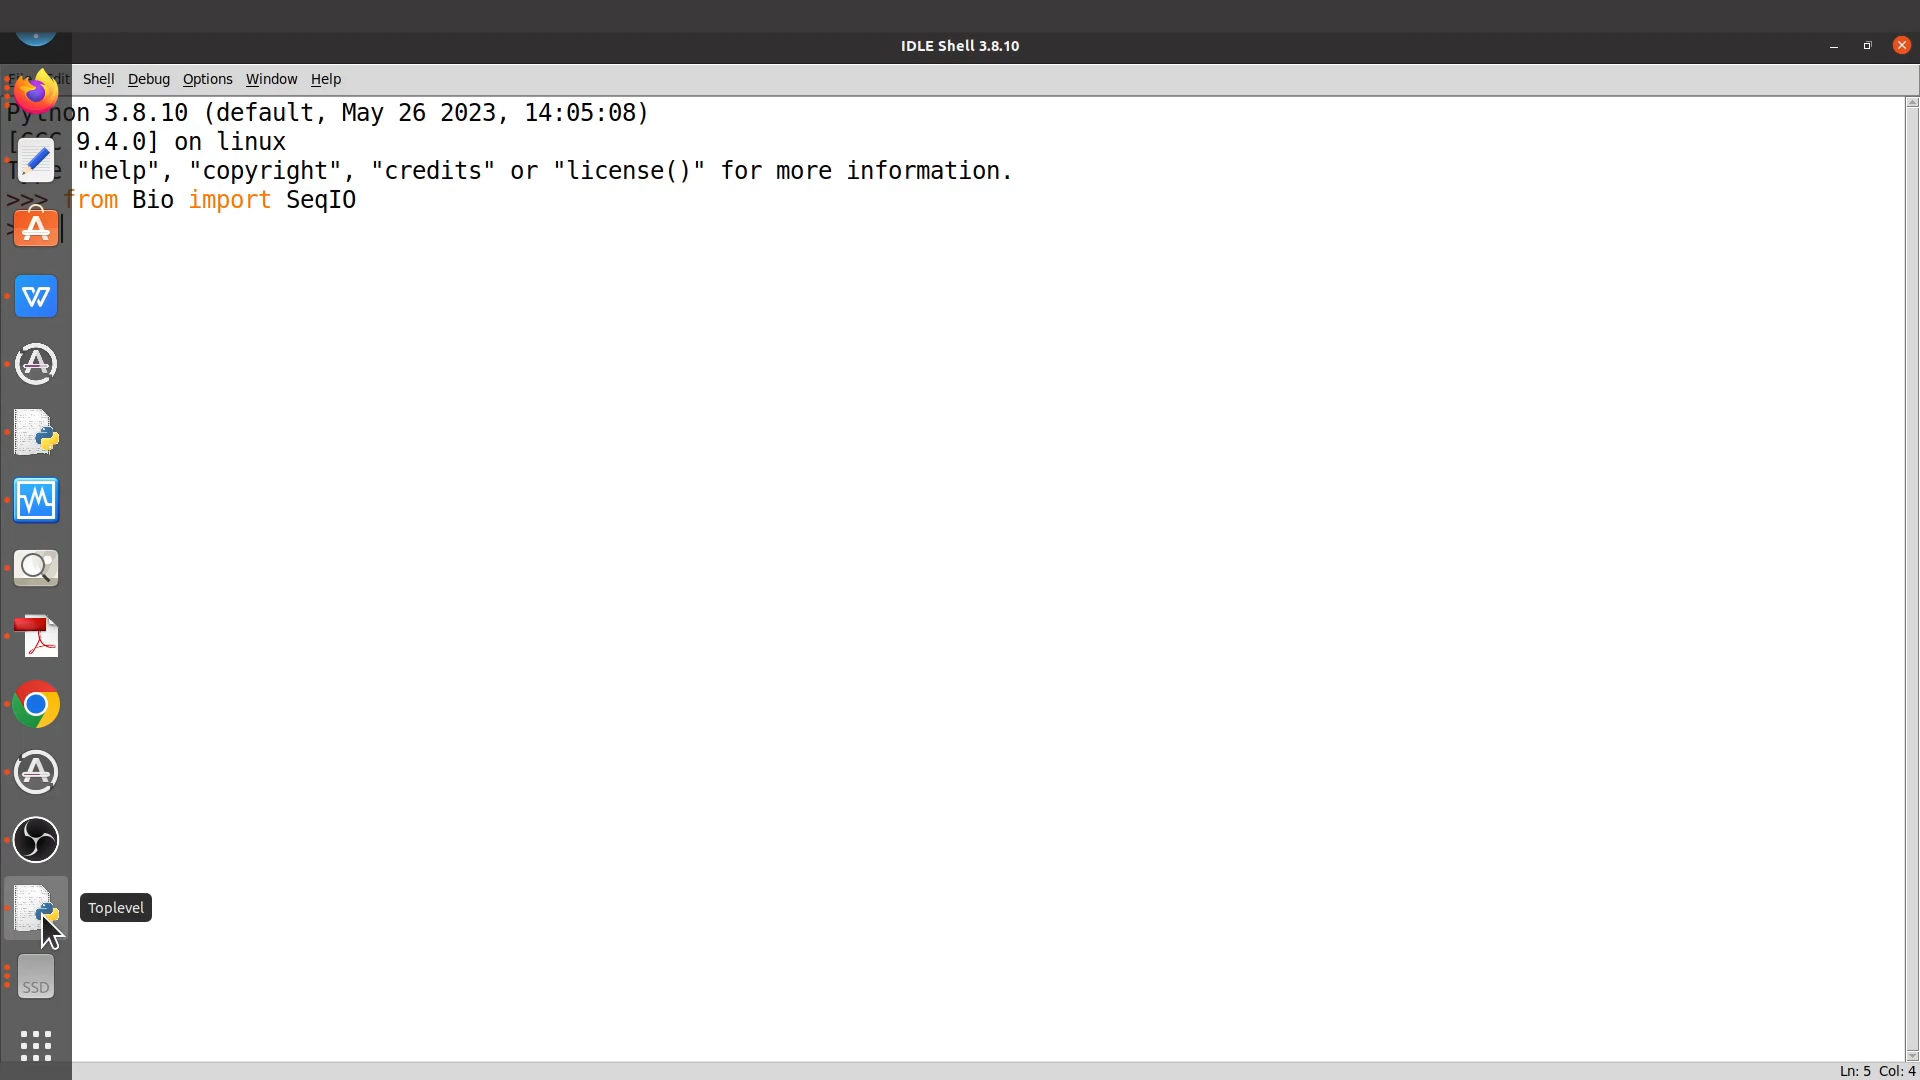 IDLE Shell 3.8.10
Shell Debug Options Window Help
Python 3.8.10 (default, May 26 2023, 14:05:08)
9.4.0] on linux
"help", "copyright", "credits" or "license()" for more information.
>>> from Bio import SeqIO
Toplevel
SSD
Ln: 5 Col: 4